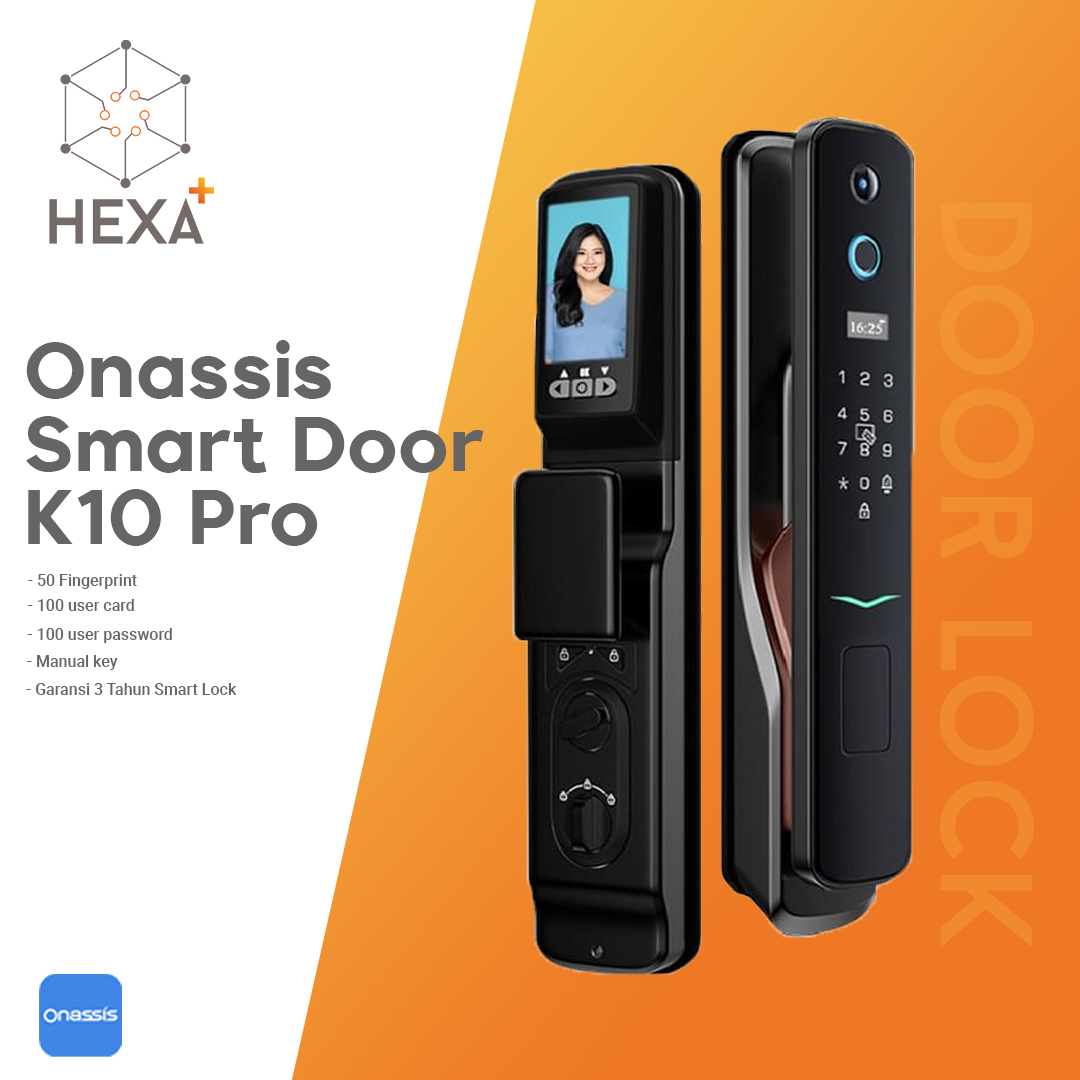 HEXA+
Onassis
Smart Door
K10 Pro
- 50 Fingerprint
- 100 user card
- 100 user password
- Manual key
- Garansi 3 Tahun Smart Lock
onassis
16:25
1 2 3
4 5 6
7 8 9
* 0
DOOR LOCK